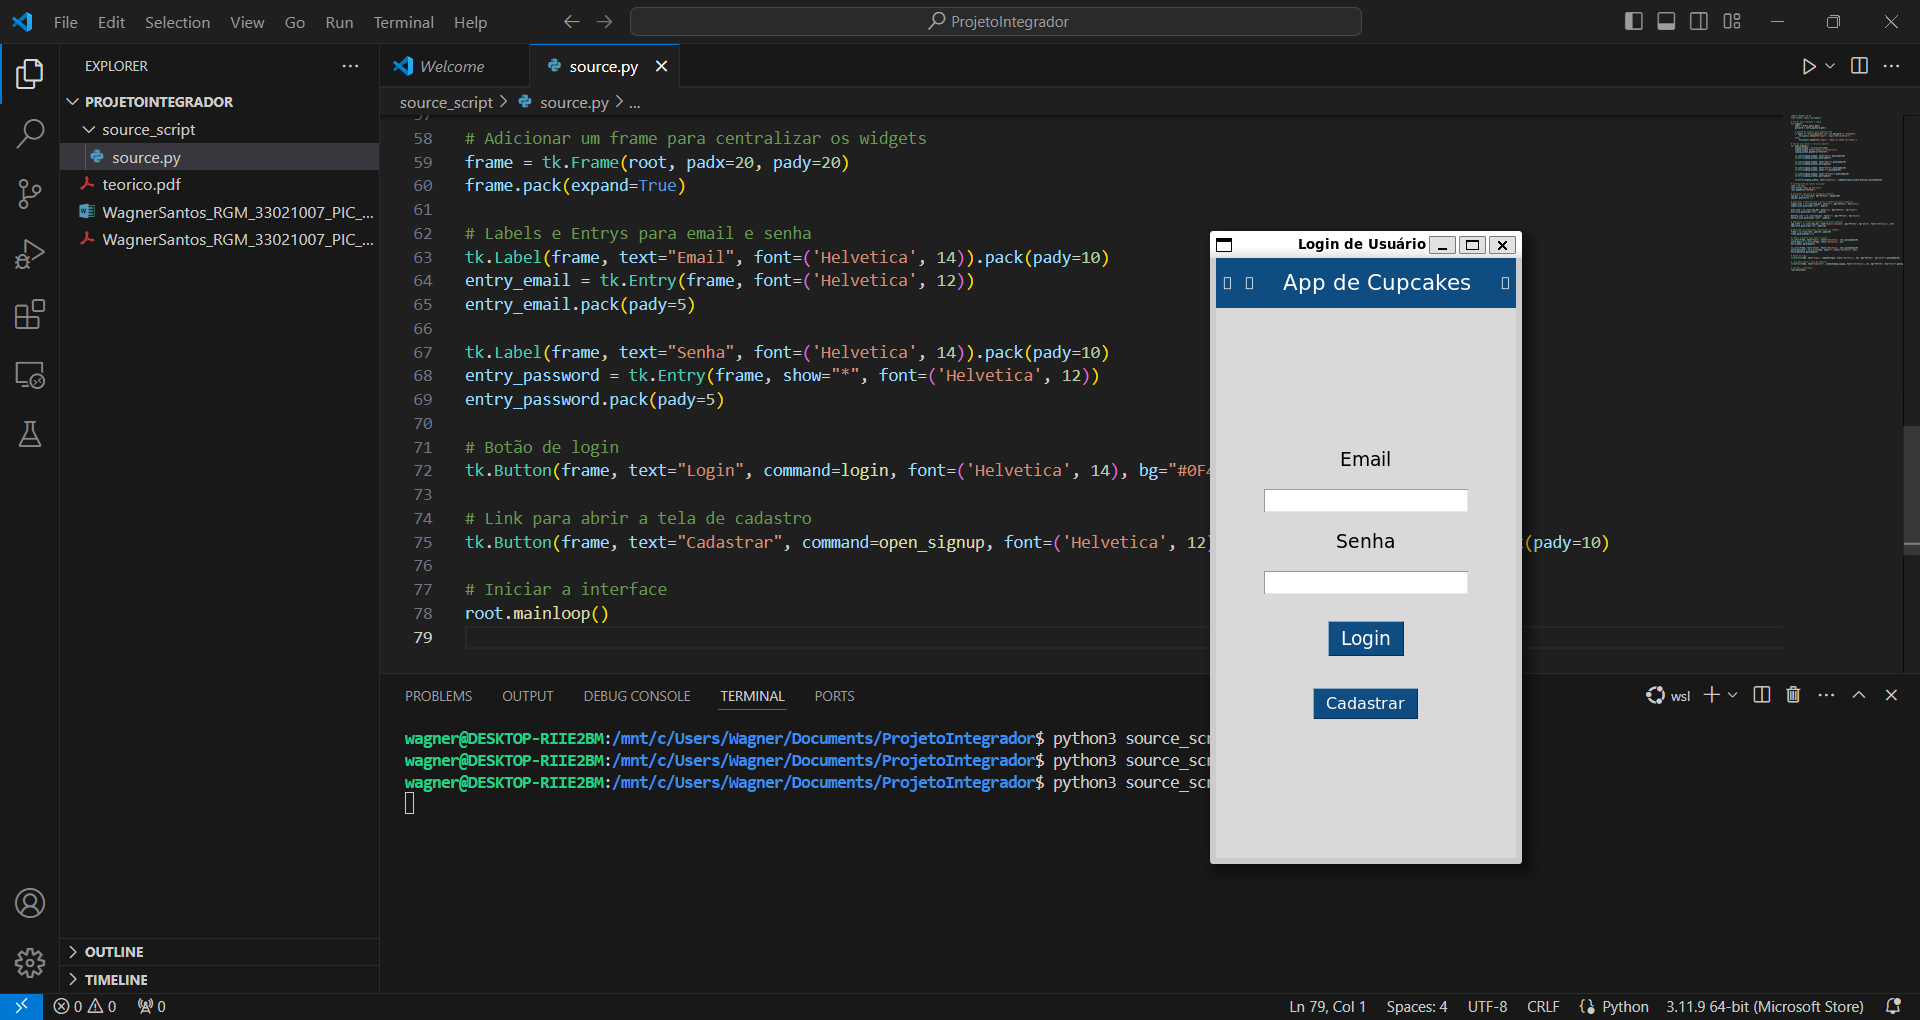 File Edit Selection View Go Run Terminal Help
ProjetoIntegrador
EXPLORER
PROJETOINTEGRADOR
source_script
source.py
teorico.pdf
WagnerSantos_RGM_33021007_PIC_...
WagnerSantos_RGM_33021007_PIC_...
OUTLINE
TIMELINE
Welcome
source.py
source_script > source.py > ...
57
58 # Adicionar um frame para centralizar os widgets
59 frame = tk.Frame(root, padx=20, pady=20)
60 frame.pack(expand=True)
61
62 # Labels e Entrys para email e senha
63 tk.Label(frame, text="Email", font=('Helvetica', 14)).pack(pady=10)
64 entry_email = tk.Entry(frame, font=('Helvetica', 12))
65 entry_email.pack(pady=5)
66
67 tk.Label(frame, text="Senha", font=('Helvetica', 14)).pack(pady=10)
68 entry_password = tk.Entry(frame, show="*", font=('Helvetica', 12))
69 entry_password.pack(pady=5)
70
71 # Botão de login
72 tk.Button(frame, text="Login", command=login, font=('Helvetica', 14), bg="#0F4
73
74 # Link para abrir a tela de cadastro
75 tk.Button(frame, text="Cadastrar", command=open_signup, font=('Helvetica', 12) (pady=10)
76
77 # Iniciar a interface
78 root.mainloop()
79
Login de Usuário
App de Cupcakes
Email
Senha
Login
Cadastrar
PROBLEMS OUTPUT DEBUG CONSOLE TERMINAL PORTS
wsl
wagner@DESKTOP-RIIE2BM:/mnt/c/Users/Wagner/Documents/ProjetoIntegrador$ python3 source_scr
wagner@DESKTOP-RIIE2BM:/mnt/c/Users/Wagner/Documents/ProjetoIntegrador$ python3 source_scr
wagner@DESKTOP-RIIE2BM:/mnt/c/Users/Wagner/Documents/ProjetoIntegrador$ python3 source_scr
0 0 0
Ln 79, Col 1 Spaces: 4 UTF-8 CRLF Python 3.11.9 64-bit (Microsoft Store)